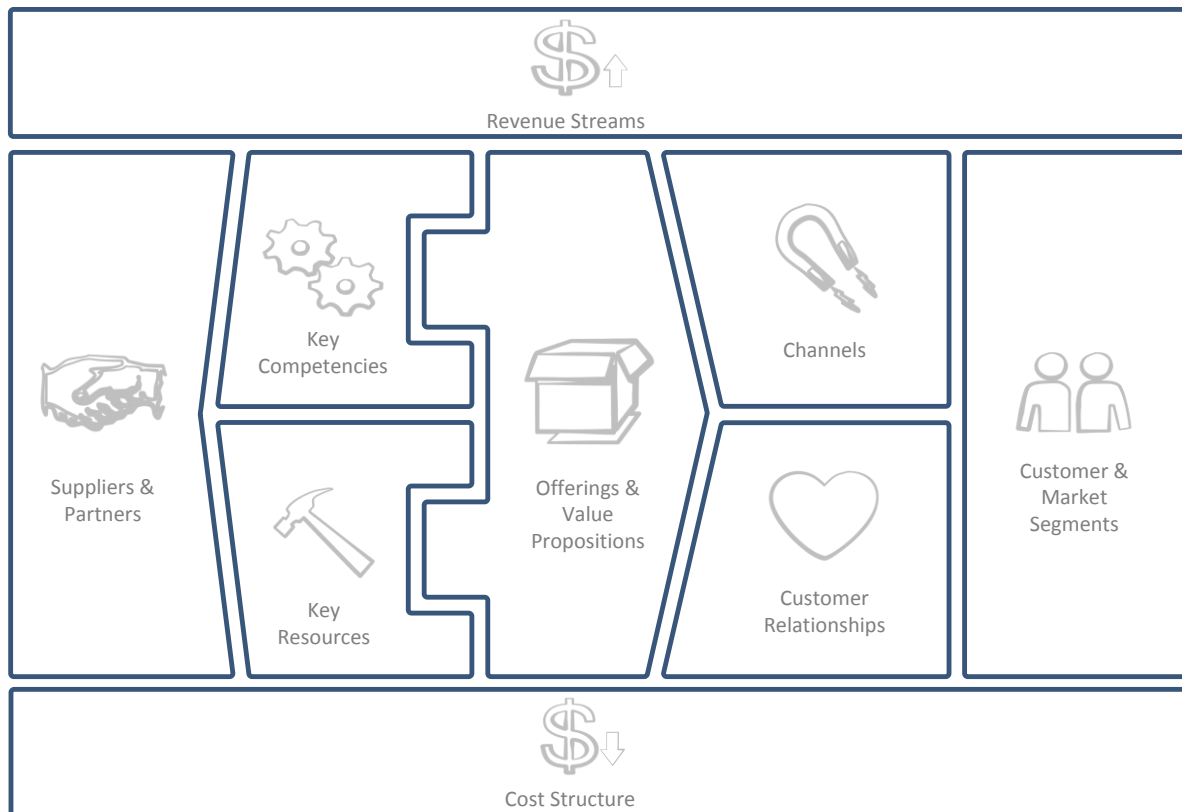 Revenue Streams
Suppliers &
Partners
Key
Competencies
Key
Resources
Offerings &
Value
Propositions
Channels
Customer
Relationships
Customer &
Market
Segments
Cost Structure